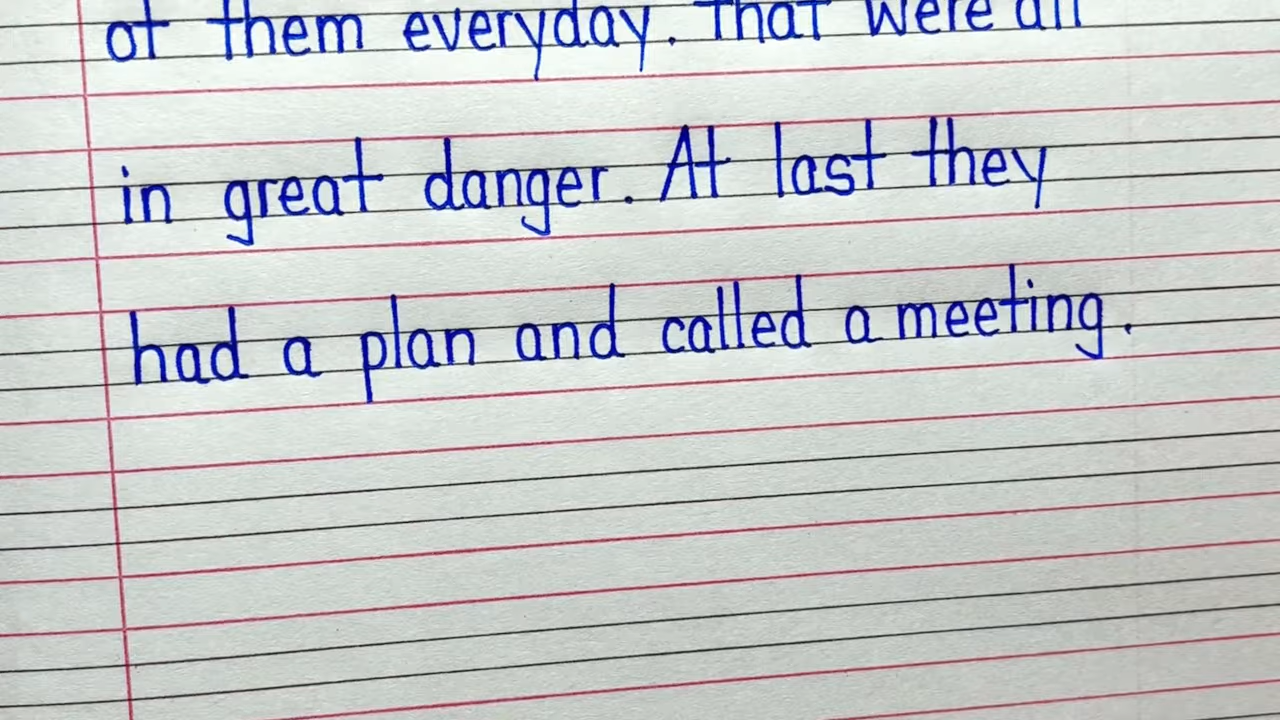 of them everyday. That were all
in great danger. At last they
had a plan and called a meeting.